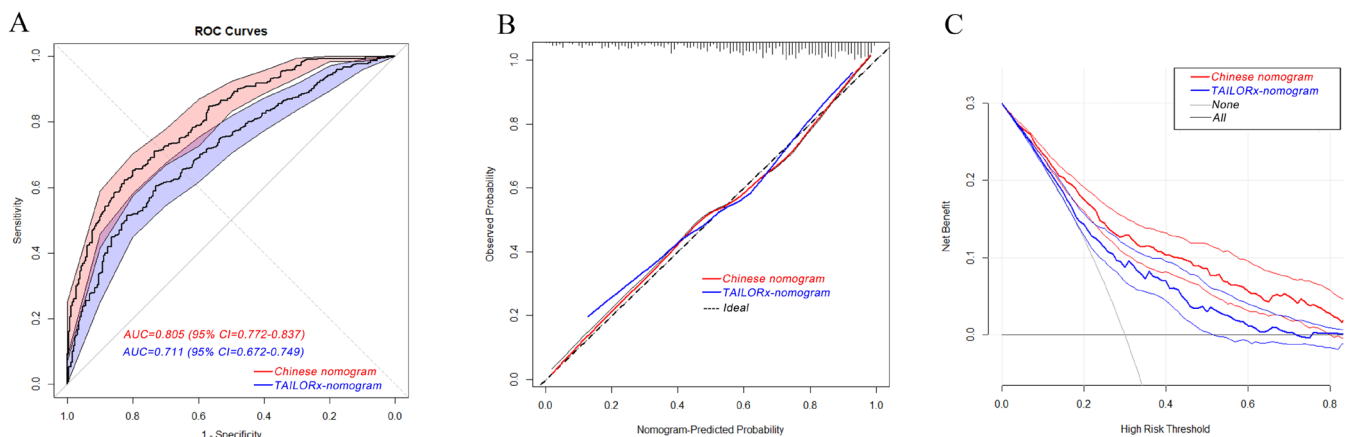 A
ROC Curves
Sensitivity
1.0
0.8
0.6
0.4
0.2
0.0
AUC=0.805 (95% CI=0.772-0.837)
AUC=0.711 (95% CI=0.672-0.749)
Chinese nomogram
TAILORx-nomogram
1.0 0.8 0.6 0.4 0.2 0.0
1 - Specificity
B
Observed Probability
1.0
0.8
0.6
0.4
0.2
0.0
Chinese nomogram
TAILORx-nomogram
Ideal
0.0 0.2 0.4 0.6 0.8 1.0
Nomogram-Predicted Probability
C
Chinese nomogram
TAILORx-nomogram
None
All
Net Benefit
0.3
0.2
0.1
0.0
0.0 0.2 0.4 0.6 0.8
High Risk Threshold